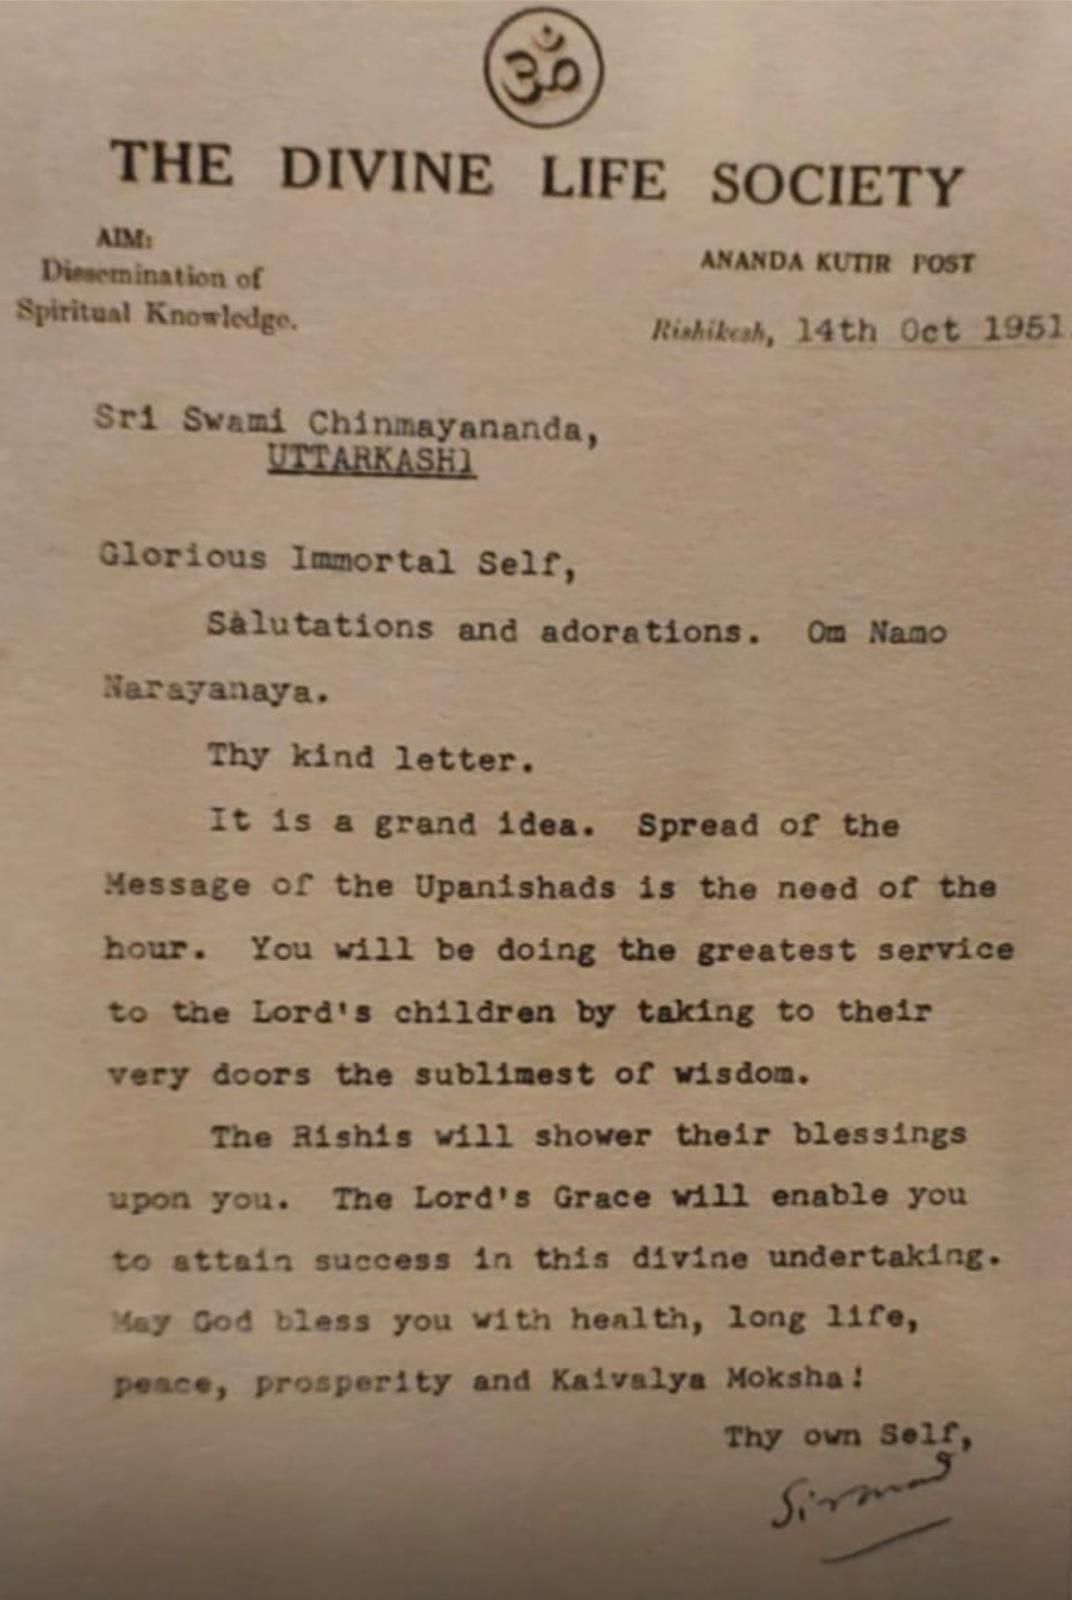 ॐ
THE DIVINE LIFE SOCIETY
AIM:
Dissemination of
Spiritual Knowledge.
ANANDA KUTIR POST
Rishikesh, 14th Oct 1951
Sri Swami Chinmayananda,
UTTARKASHI
Glorious Immortal Self,
Salutations and adorations. Om Namo
Narayanaya.
Thy kind letter.
It is a grand idea. Spread of the
Message of the Upanishads is the need of the
hour. You will be doing the greatest service
to the Lord's children by taking to their
very doors the sublimest of wisdom.
The Rishis will shower their blessings
upon you. The Lord's Grace will enable you
to attain success in this divine undertaking.
May God bless you with health, long life,
peace, prosperity and Kaivalya Moksha!
Thy own Self,